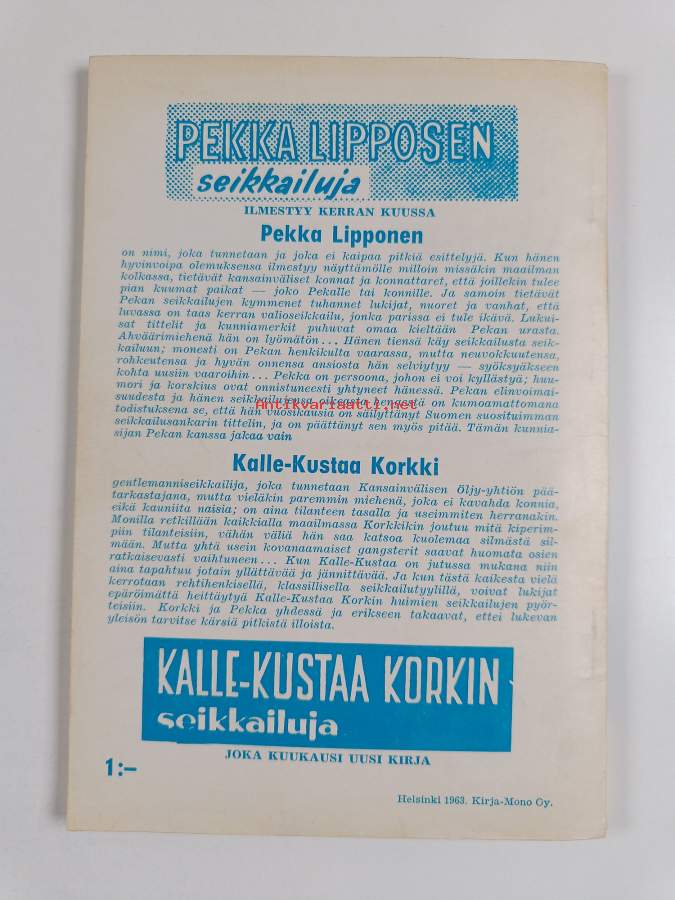 PEKKA LIPPOSEN
seikkailuja
ILMESTYY KERRAN KUUSSA
Pekka Lipponen
on nimi, joka tunnetaan ja joka ei kaipaa pitkiä esittelyjä. Kun hänen
hyvinvoipa olemuksensa ilmestyy näyttämölle milloin missäkin maailman
kolkassa, tietävät kansainväliset konnat ja konnattaret, että joillekin tulee
pian kuumat paikat — joko Pekalle tai konnille. Ja samoin tietävät
Pekan seikkailujen kymmenet tuhannet lukijat, nuoret ja vanhat, että
luvassa on taas kerran valioseikkailu, jonka parissa ei tule ikävä. Lukui-
sat tittelit ja kunniamerkit puhuvat omaa kieltään Pekan urasta.
Ahväärimiehenä hän on lyömätön... Hänen tiensä käy seikkailusta seik-
kailuun; monesti on Pekan henkikulta vaarassa, mutta neuvokkuutensa,
rohkeutensa ja hyvän onnensa ansiosta hän selviytyy — syöksyäkseen
kohta uusiin vaaroihin... Pekka on persoona, johon ei voi kyllästyä; huu-
mori ja korskius ovat onnistuneesti yhtyneet hänessä. Pekan elinvoimai-
suudesta ja hänen seikkailujensa oikeasta hengestä on kumoamattomana
todistuksena se, että hän vuosikausia on säilyttänyt Suomen suosituimman
seikkailusankarin tittelin, ja on päättänyt sen myös pitää. Tämän kunnia-
sijan Pekan kanssa jakaa vain
Antikvariaatti.net
Kalle-Kustaa Korkki
gentlemanniseikkailija, joka tunnetaan Kansainvälisen Öljy-yhtiön pää-
tarkastajana, mutta vieläkin paremmin miehenä, joka ei kavahda konnia,
eikä kauniita naisia; on aina tilanteen tasalla ja useimmiten herranakin.
Monilla retkillään kaikkialla maailmassa Korkkikin joutuu mitä kiperim-
piin tilanteisiin, vähän väliä hän saa katsoa kuolemaa silmästä sil-
mään. Mutta yhtä usein kovanaamaiset gangsterit saavat huomata osien
ratkaisevasti vaihtuneen... Kun Kalle-Kustaa on jutussa mukana niin
aina tapahtuu jotain yllättävää ja jännittävää. Ja kun tästä kaikesta vielä
kerrotaan rehtihenkisellä, klassillisella seikkailutyylillä, voivat lukijat
epäröimättä heittäytyä Kalle-Kustaa Korkin huimien seikkailujen pyör-
teisiin. Korkki ja Pekka yhdessä ja erikseen takaavat, ettei lukevan
yleisön tarvitse kärsiä pitkistä illoista.
KALLE-KUSTAA KORKIN
seikkailuja
JOKA KUUKAUSI UUSI KIRJA
1:–
Helsinki 1963. Kirja-Mono Oy.